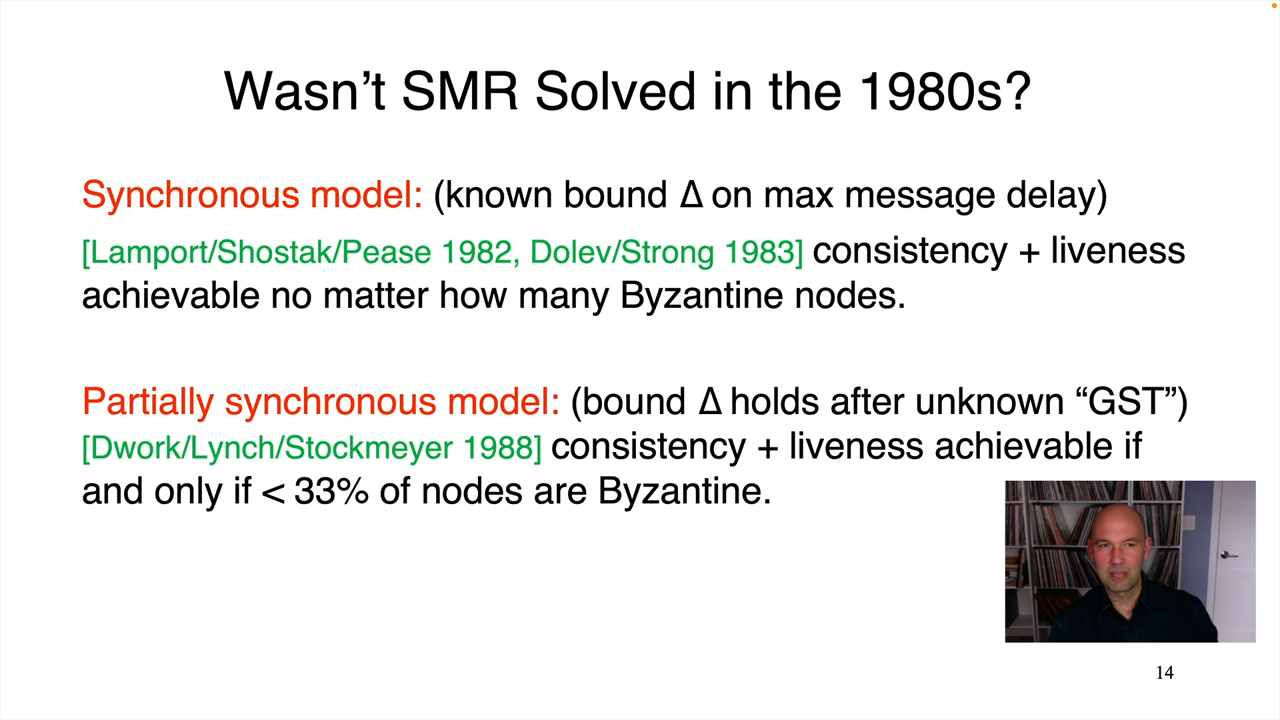 Wasn’t SMR Solved in the 1980s?
Synchronous model: (known bound Δ on max message delay)
[Lamport/Shostak/Pease 1982, Dolev/Strong 1983] consistency + liveness
achievable no matter how many Byzantine nodes.
Partially synchronous model: (bound Δ holds after unknown “GST”)
[Dwork/Lynch/Stockmeyer 1988] consistency + liveness achievable if
and only if < 33% of nodes are Byzantine.
14